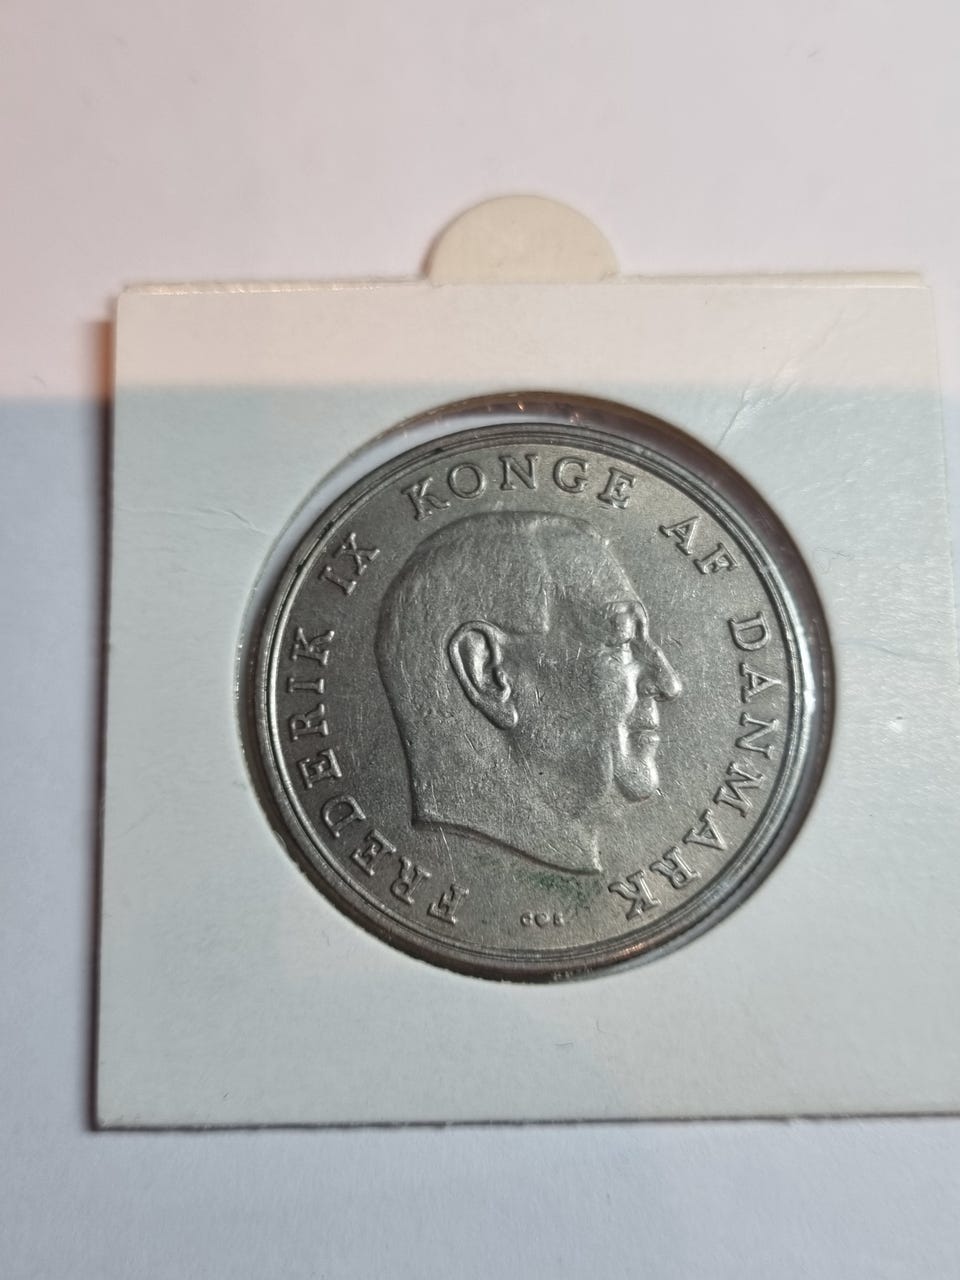 FREDERIK IX KONGE AF DANMARK